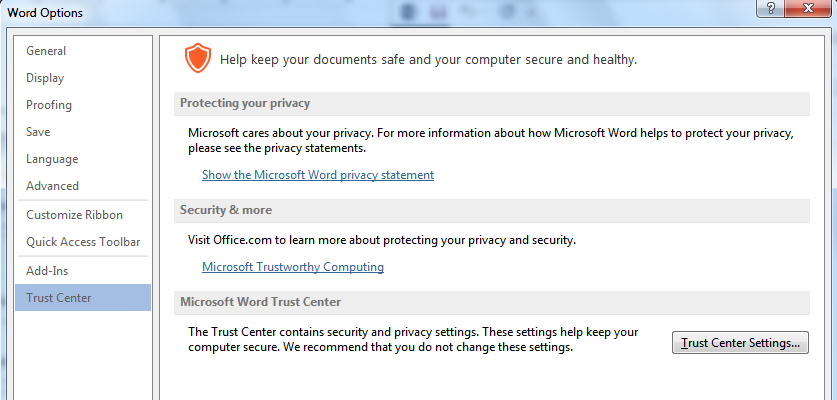 Word Options
?
General
Display
Proofing
Save
Language
Advanced
Customize Ribbon
Quick Access Toolbar
Add-Ins
Trust Center
Help keep your documents safe and your computer secure and healthy.
Protecting your privacy
Microsoft cares about your privacy. For more information about how Microsoft Word helps to protect your privacy,
please see the privacy statements.
Show the Microsoft Word privacy statement
Security & more
Visit Office.com to learn more about protecting your privacy and security.
Microsoft Trustworthy Computing
Microsoft Word Trust Center
The Trust Center contains security and privacy settings. These settings help keep your
computer secure. We recommend that you do not change these settings.
Trust Center Settings...